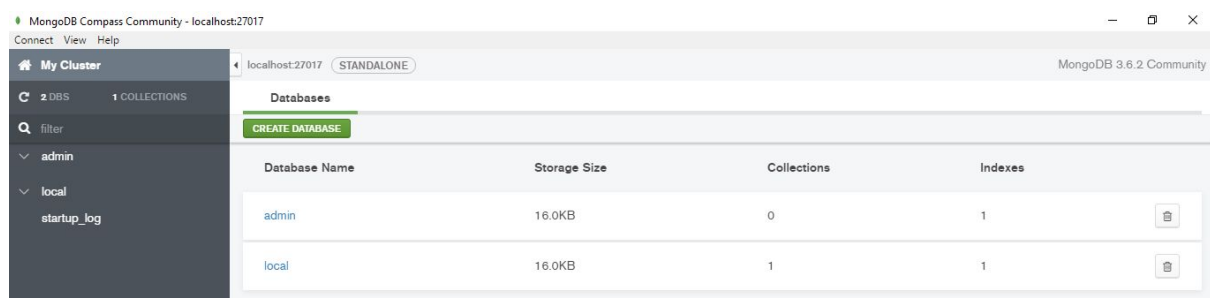 MongoDB Compass Community - localhost:27017
Connect View Help
My Cluster
2 DBS 1 COLLECTIONS
filter
admin
local
startup_log
localhost:27017 STANDALONE MongoDB 3.6.2 Community
Databases
CREATE DATABASE
Database Name Storage Size Collections Indexes
admin 16.0KB 0 1
local 16.0KB 1 1